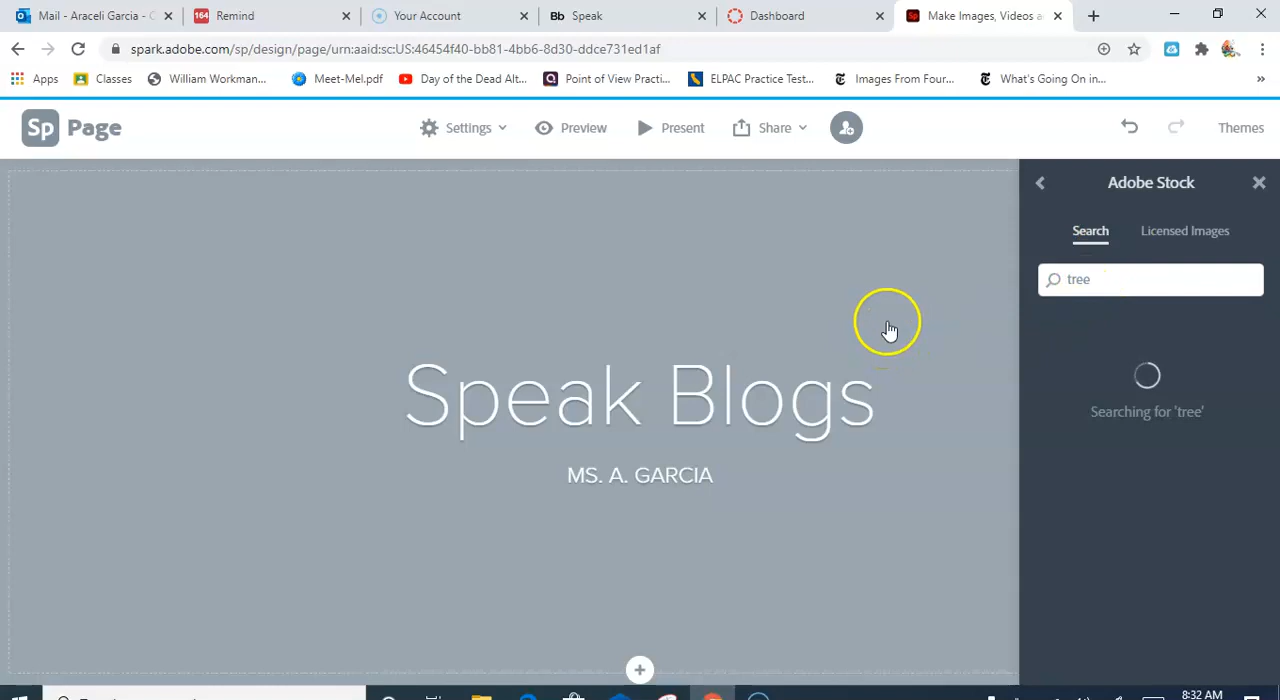 Mail - Araceli Garcia - C
Remind
Your Account
Bb Speak
Dashboard
Make Images, Videos a
spark.adobe.com/sp/design/page/urn:aaid:sc:US:46454f40-bb81-4bb6-8d30-ddce731ed1af
Apps
Classes
William Workman...
Meet-Mel.pdf
Day of the Dead Alt...
Point of View Practi...
ELPAC Practice Test...
Images From Four...
What's Going On in...
»
Sp Page
Settings
Preview
Present
Share
Themes
Adobe Stock
Search
Licensed Images
tree
Searching for 'tree'
Speak Blogs
MS. A. GARCIA
8:32 AM